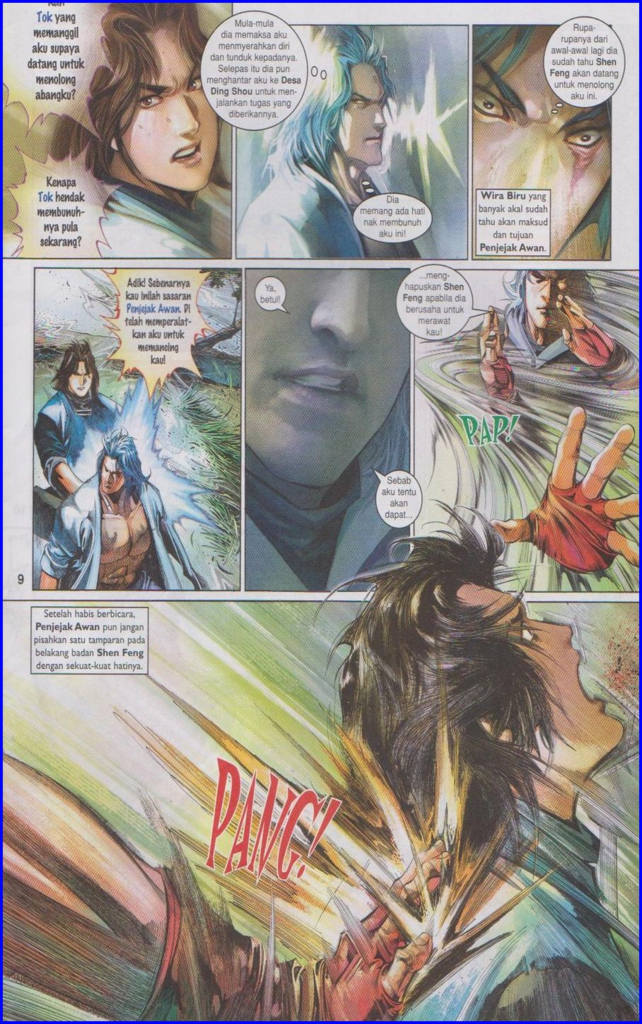 Tok yang
memanggil
aku supaya
datang untuk
menolong
abangku?
Kenapa
Tok hendak
membunuh-
nya pula
sekarang?
Mula-mula
dia memaksa aku
menmyerahkan diri
dan tunduk kepadanya.
Selepas itu dia pun
menghantar aku ke Desa
Ding Shou untuk men-
jalankan tugas yang
diberikannya.
Dia
memang ada hati
nak membunuh
aku ini!
Rupa-
rupanya dari
awal-awal lagi dia
sudah tahu Shen
Feng akan datang
untuk menolong
aku ini.
Wira Biru yang
banyak akal sudah
tahu akan maksud
dan tujuan
Penjejak Awan.
Adik! Sebenarnya
kau inilah sasaran
Penjejak Awan. Di
telah memperalat-
kan aku untuk
memancing
kau!
Ya,
betul!
Sebab
aku tentu
akan
dapat...
...meng-
hapuskan Shen
Feng apablia dia
berusaha untuk
merawat
kau!
PAP!
9
Setelah habis berbicara,
Penjejak Awan pun jangan
pisahkan satu tamparan pada
belakang badan Shen Feng
dengan sekuat-kuat hatinya.
PANG!